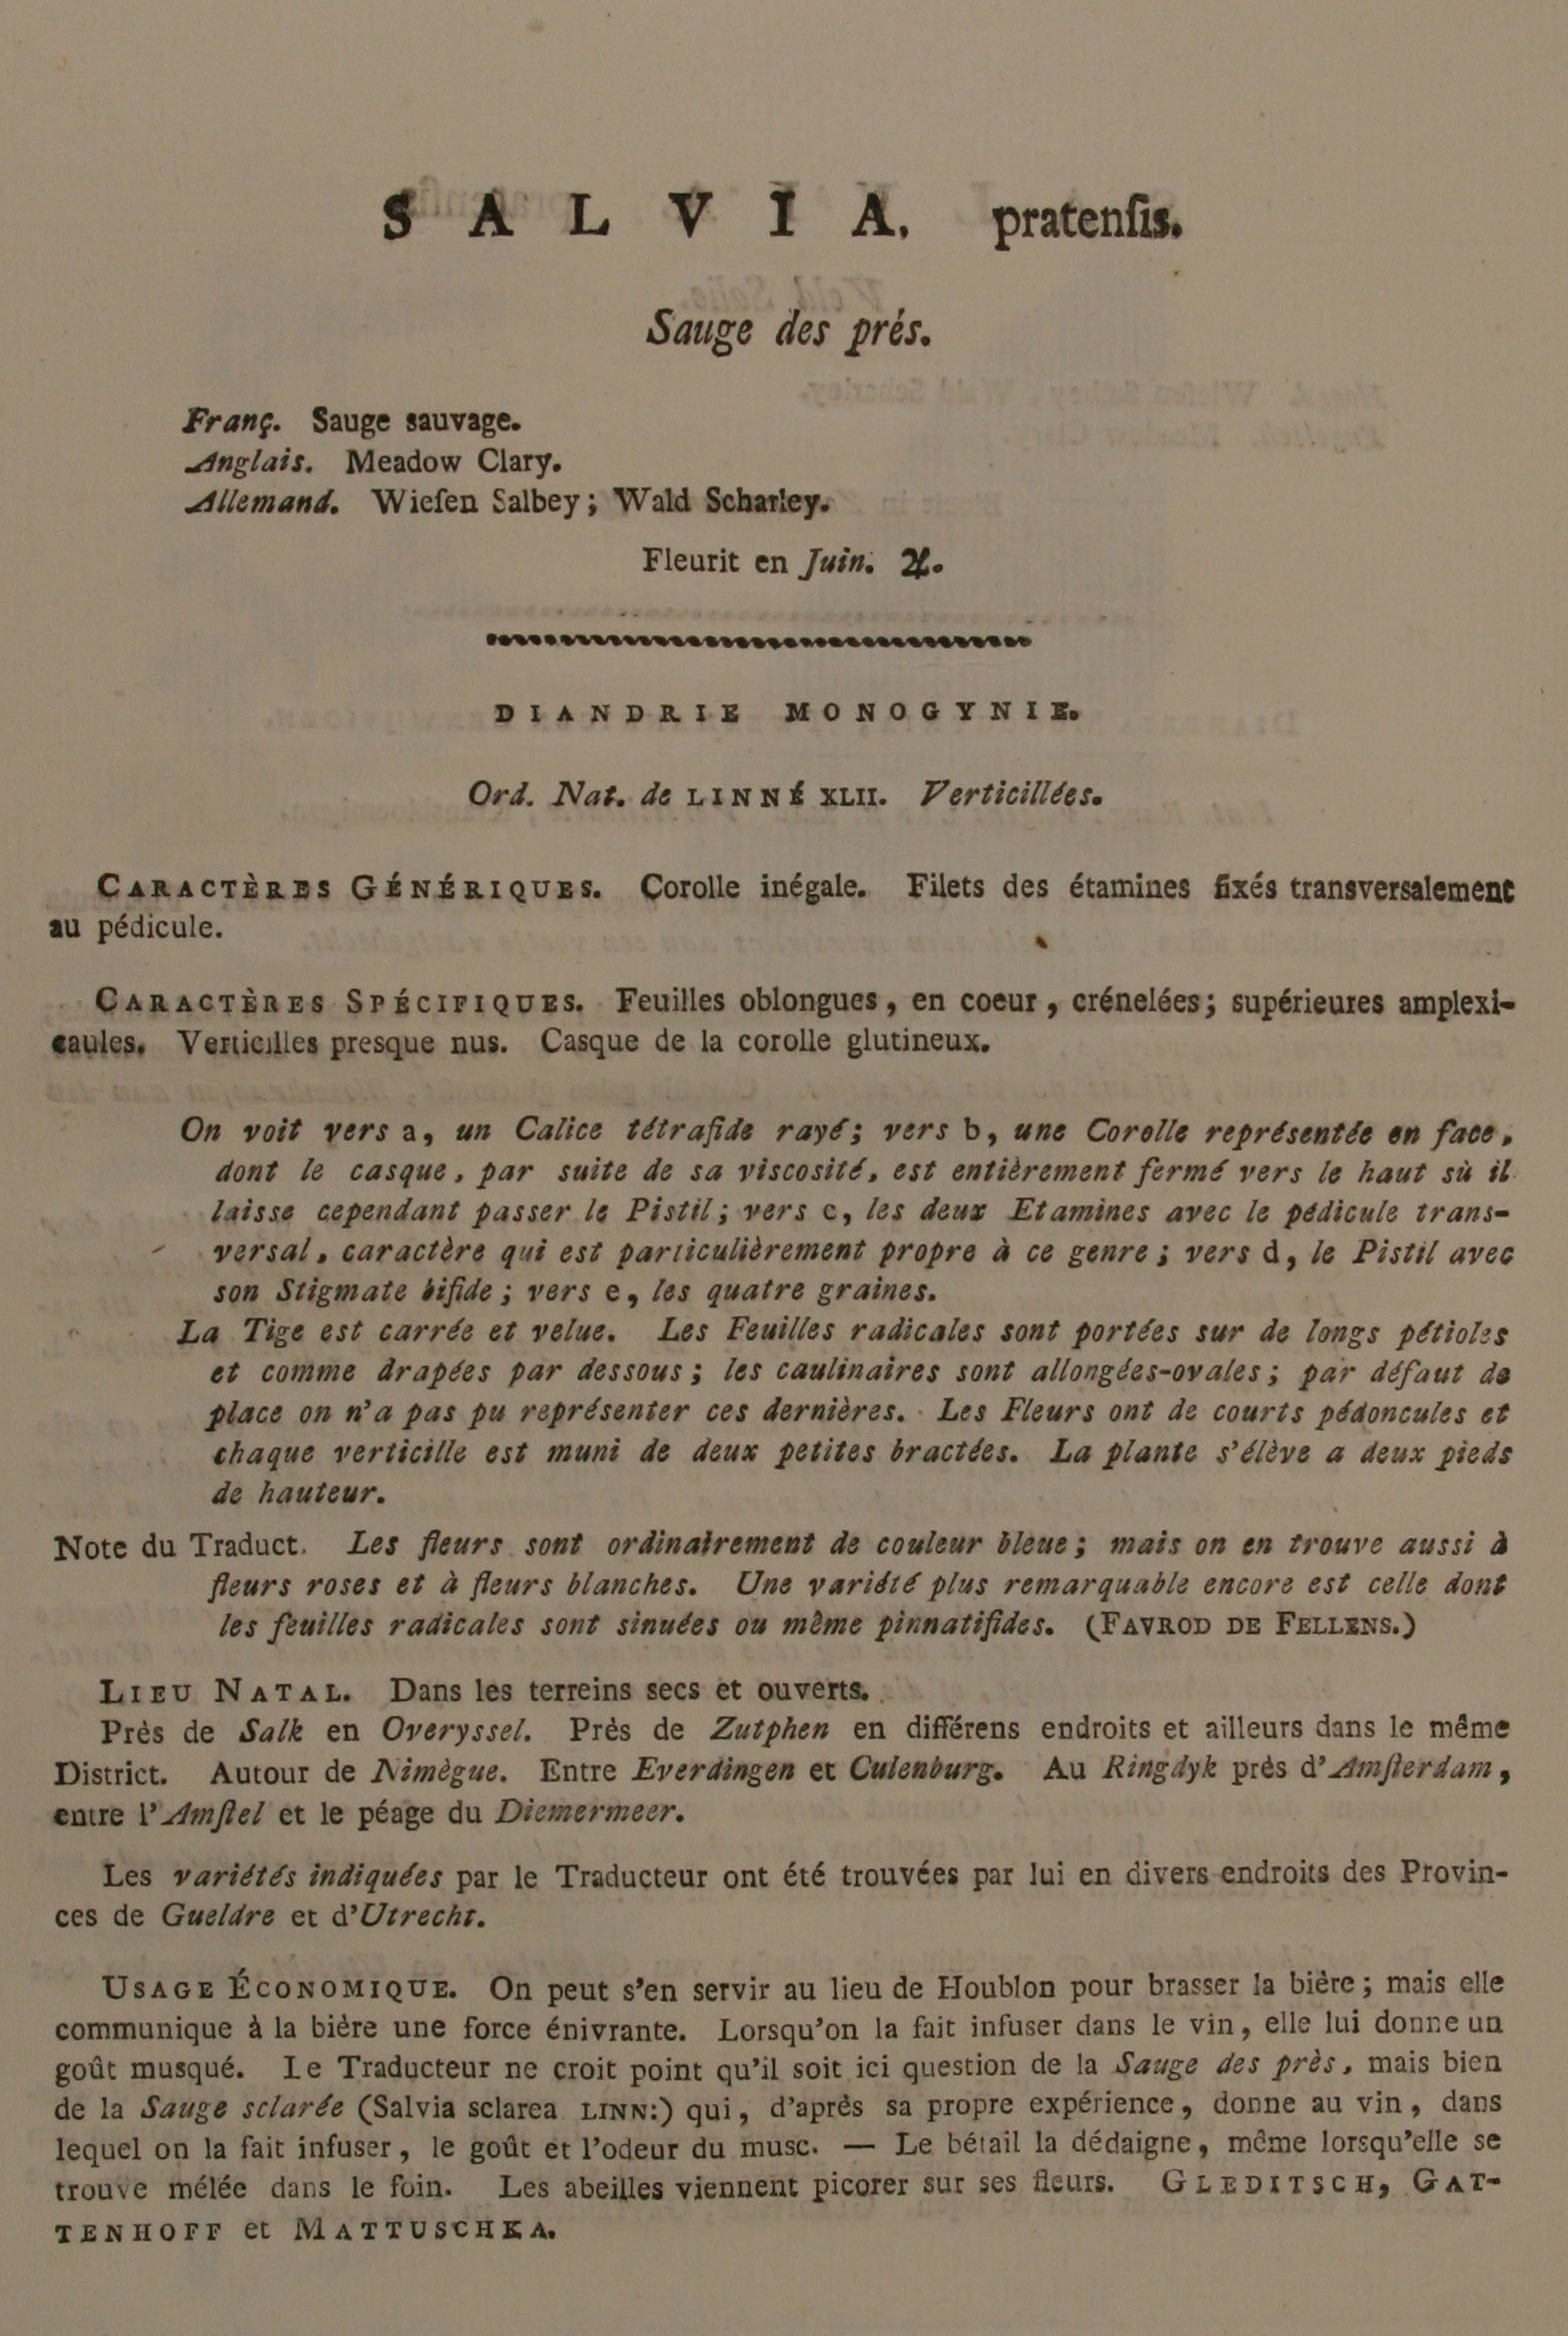 SALVIA. pratenſis.
Sauge des prés.
Franç. Sauge sauvage.
Anglais. Meadow Clary.
Allemand. Wieſen Salbey; Wald Scharley.
Fleurit en Juin. ♃.
DIANDRIE MONOGYNIE.
Ord. Nat. de LINNÉ XLII. Verticillées.
CARACTÈRES GÉNÉRIQUES. Corolle inégale. Filets des étamines fixés transversalement
au pédicule.
CARACTÈRES SPÉCIFIQUES. Feuilles oblongues, en coeur, crénelées; supérieures amplexi-
caules. Verticilles presque nus. Casque de la corolle glutineux.
On voit vers a, un Calice tétrafide rayé; vers b, une Corolle représentée en face,
dont le casque, par suite de sa viscosité, est entièrement fermé vers le haut sù il
laisse cependant passer le Pistil; vers c, les deux Etamines avec le pédicule trans-
versal, caractère qui est particulièrement propre à ce genre; vers d, le Pistil avec
son Stigmate bifide; vers e, les quatre graines.
La Tige est carrée et velue. Les Feuilles radicales sont portées sur de longs pétioles
et comme drapées par dessous; les caulinaires sont allongées-ovales; par défaut de
place on n'a pas pu représenter ces dernières. Les Fleurs ont de courts pédoncules et
chaque verticille est muni de deux petites bractées. La plante s'élève a deux pieds
de hauteur.
Note du Traduct. Les fleurs sont ordinairement de couleur bleue; mais on en trouve aussi à
fleurs roses et à fleurs blanches. Une variété plus remarquable encore est celle dont
les feuilles radicales sont sinuées ou mème pinnatifides. (FAVROD DE FELLENS.)
LIEU NATAL. Dans les terreins secs et ouverts.
Près de Salk en Overyssel. Près de Zutphen en différens endroits et ailleurs dans le même
District. Autour de Nimègue. Entre Everdingen et Culenburg. Au Ringdyk près d'Amſterdam,
entre l'Amſtel et le péage du Diemermeer.
Les variétés indiquées par le Traducteur ont été trouvées par lui en divers endroits des Provin-
ces de Gueldre et d'Utrecht.
USAGE ÉCONOMIQUE. On peut s'en servir au lieu de Houblon pour brasser la bière; mais elle
communique à la bière une force énivrante. Lorsqu'on la fait infuser dans le vin, elle lui donne un
goût musqué. Le Traducteur ne croit point qu'il soit ici question de la Sauge des près, mais bien
de la Sauge sclarée (Salvia sclarea LINN:) qui, d'après sa propre expérience, donne au vin, dans
lequel on la fait infuser, le goût et l'odeur du musc. — Le bétail la dédaigne, même lorsqu'elle se
trouve mélée dans le foin. Les abeilles viennent picorer sur ses fleurs. GLEDITSCH, GAT-
TENHOFF et MATTUSCHKA.